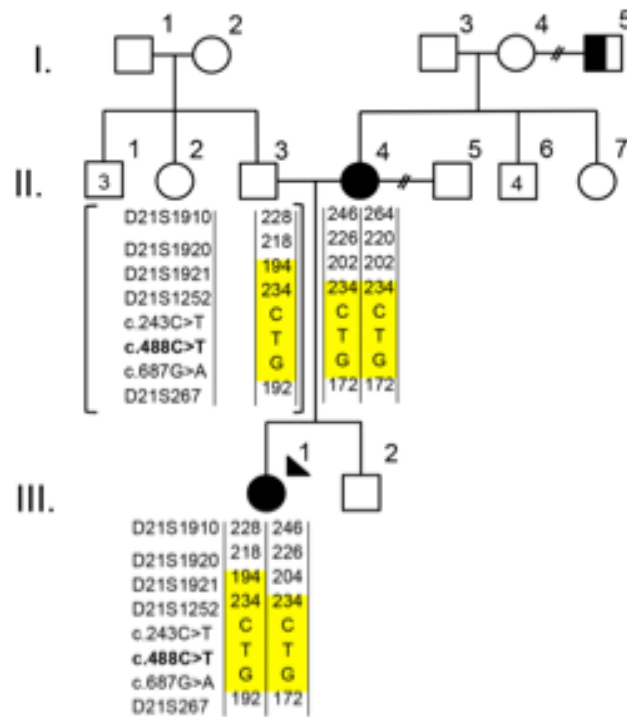 I. 1 2 3 4 5
II. 1 2 3 4 5 6 7
3 4
D21S1910 228 246 264
D21S1920 218 226 220
D21S1921 194 202 202
D21S1252 234 234 234
c.243C>T C C C
c.488C>T T T T
c.687G>A G G G
D21S267 192 172 172
III. 1 2
D21S1910 228 246
D21S1920 218 226
D21S1921 194 204
D21S1252 234 234
c.243C>T C C
c.488C>T T T
c.687G>A G G
D21S267 192 172